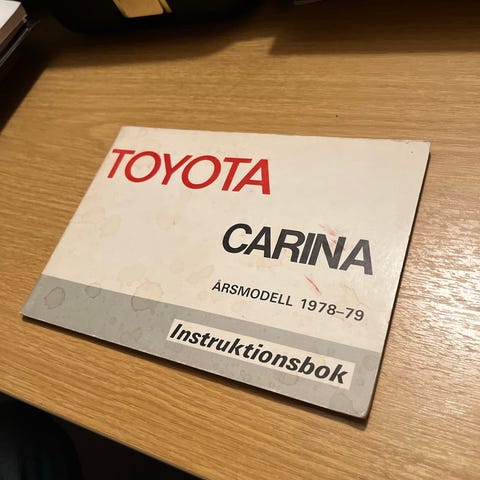 TOYOTA
CARINA
ÅRSMODELL 1978–79
Instruktionsbok